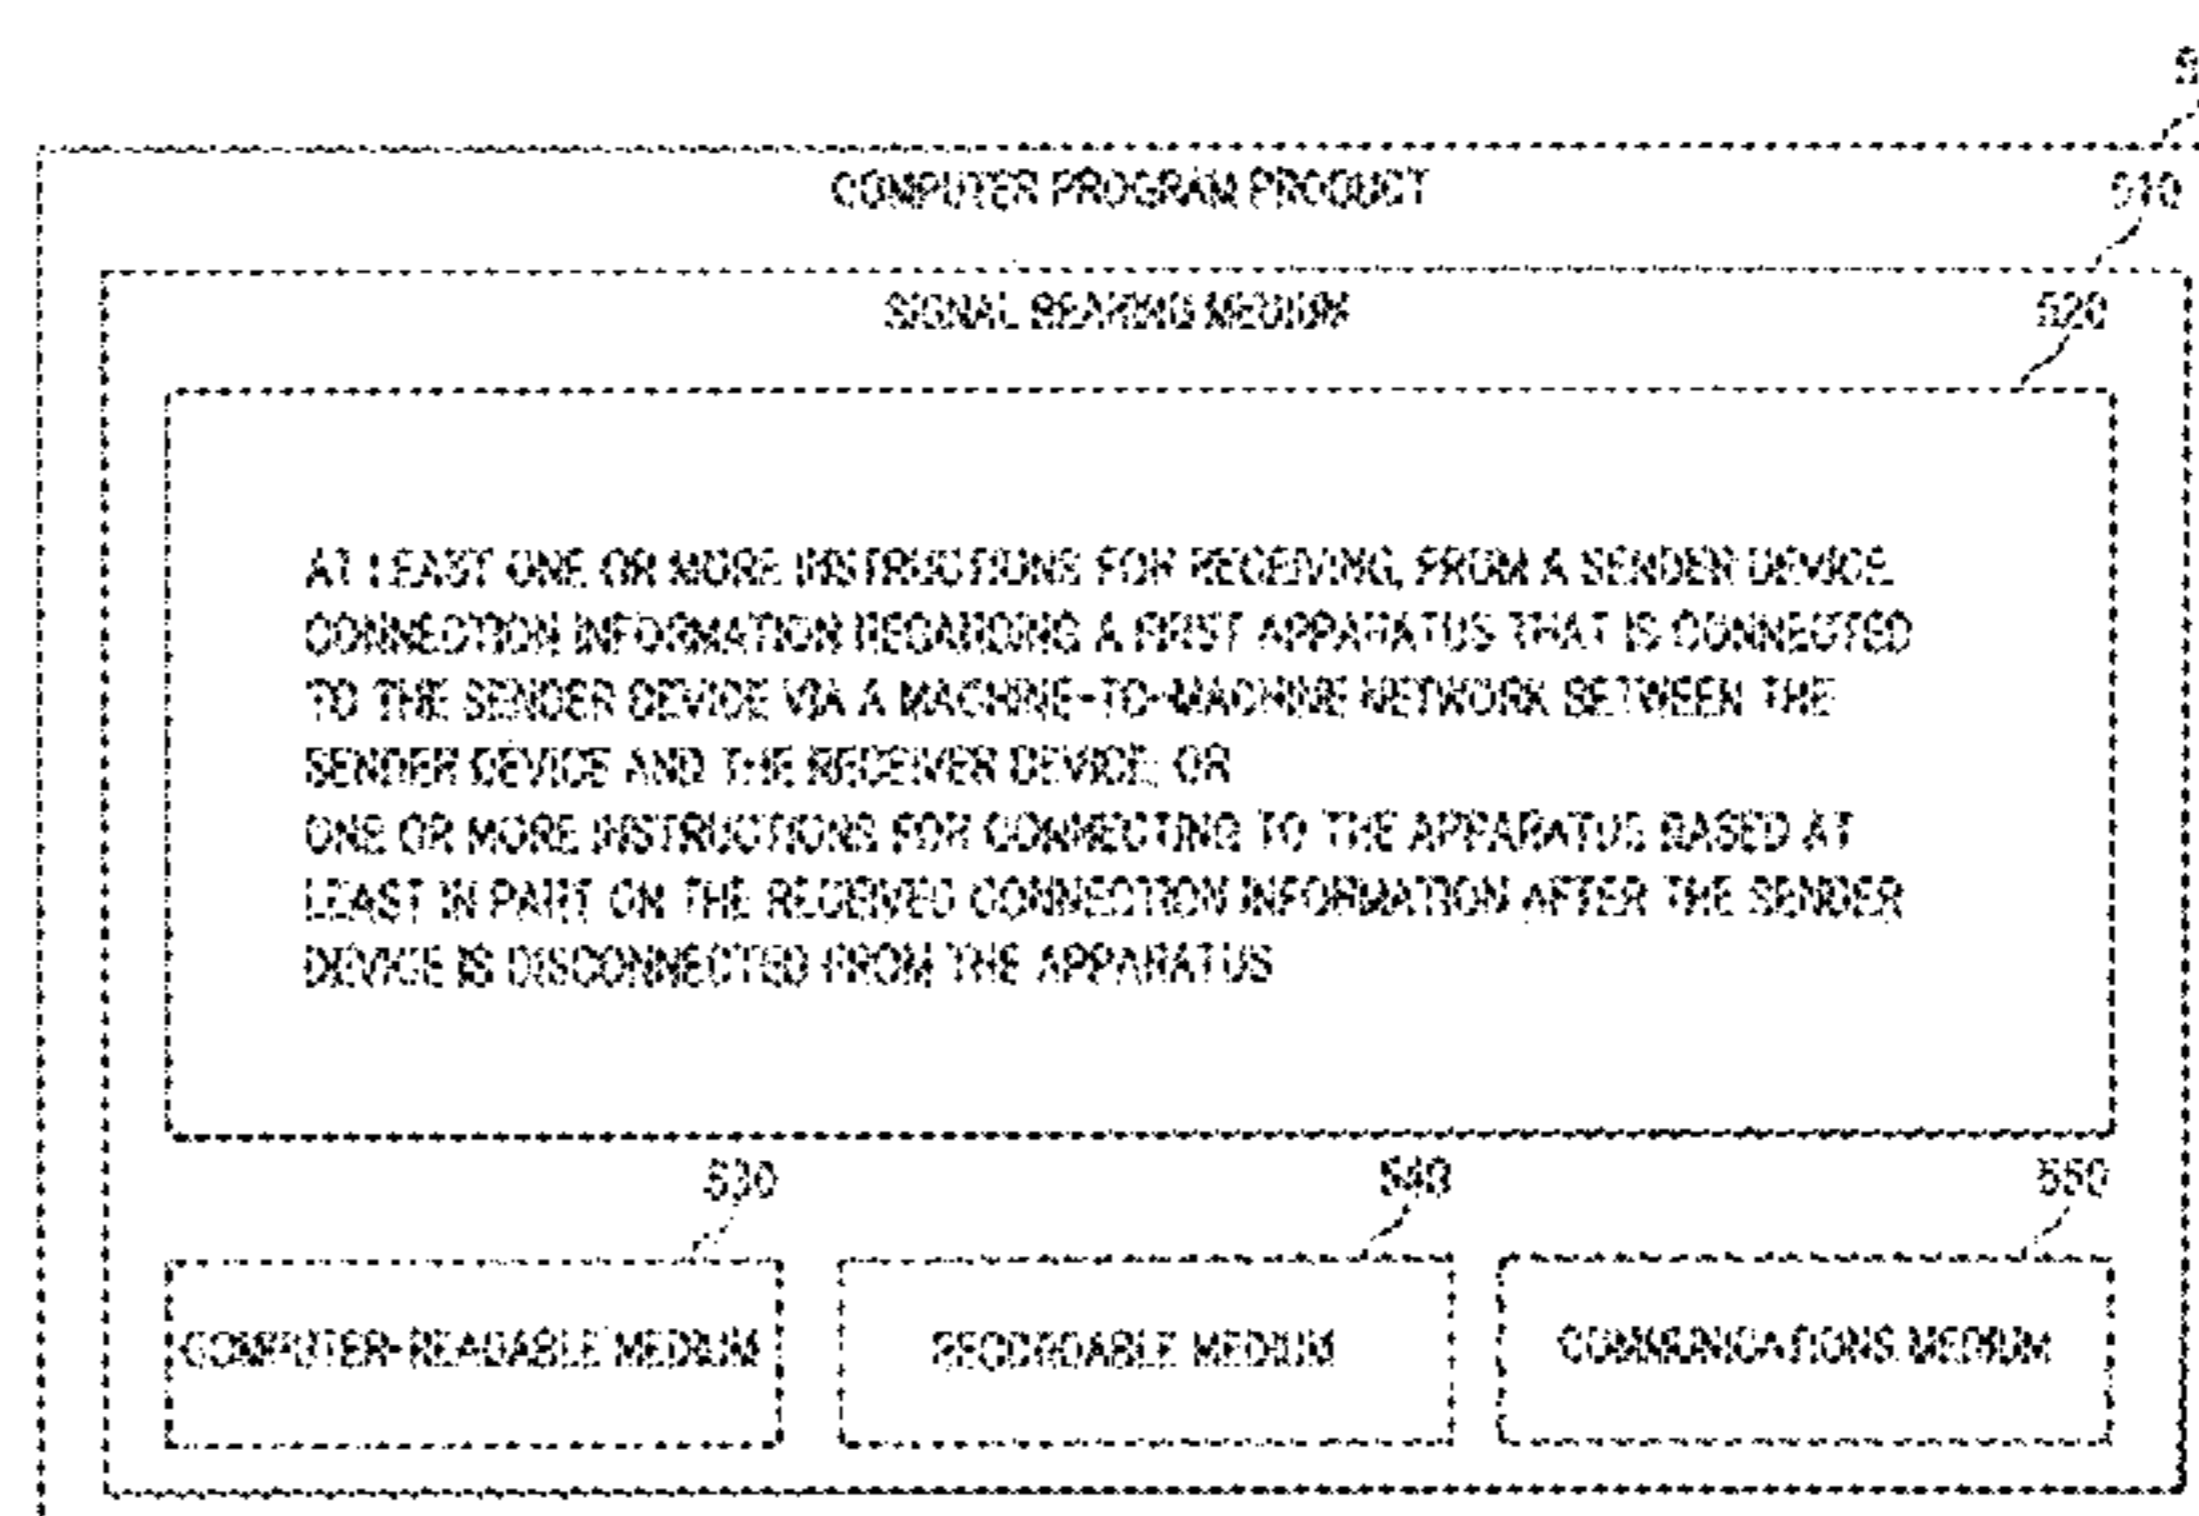 COMPUTER PROGRAM PRODUCT
510
SIGNAL BEARING MEDIUM
520
AT LEAST ONE OR MORE INSTRUCTIONS FOR RECEIVING, FROM A SENDER DEVICE
CONNECTION INFORMATION REGARDING A FIRST APPARATUS THAT IS CONNECTED
TO THE SENDER DEVICE VIA A MACHINE-TO-MACHINE NETWORK BETWEEN THE
SENDER DEVICE AND THE RECEIVER DEVICE; OR
ONE OR MORE INSTRUCTIONS FOR CONNECTING TO THE APPARATUS BASED AT
LEAST IN PART ON THE RECEIVED CONNECTION INFORMATION AFTER THE SENDER
DEVICE IS DISCONNECTED FROM THE APPARATUS
530
540
550
COMPUTER-READABLE MEDIUM
RECORDABLE MEDIUM
COMMUNICATIONS MEDIUM